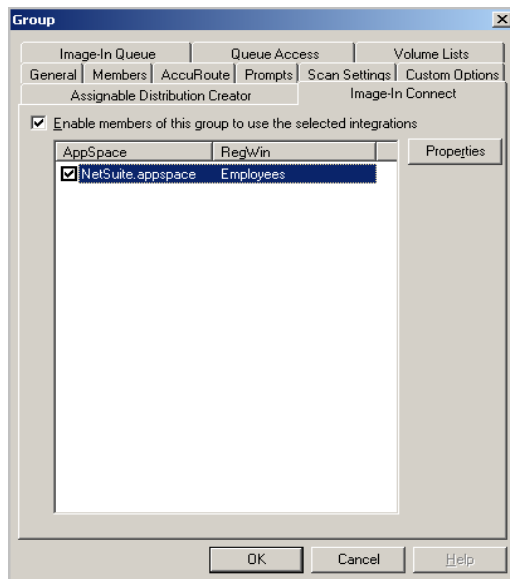 Group
Image-In Queue Queue Access Volume Lists
General Members AccuRoute Prompts Scan Settings Custom Options
Assignable Distribution Creator Image-In Connect
Enable members of this group to use the selected integrations
AppSpace RegWin Properties
NetSuite.appspace Employees
OK Cancel Help